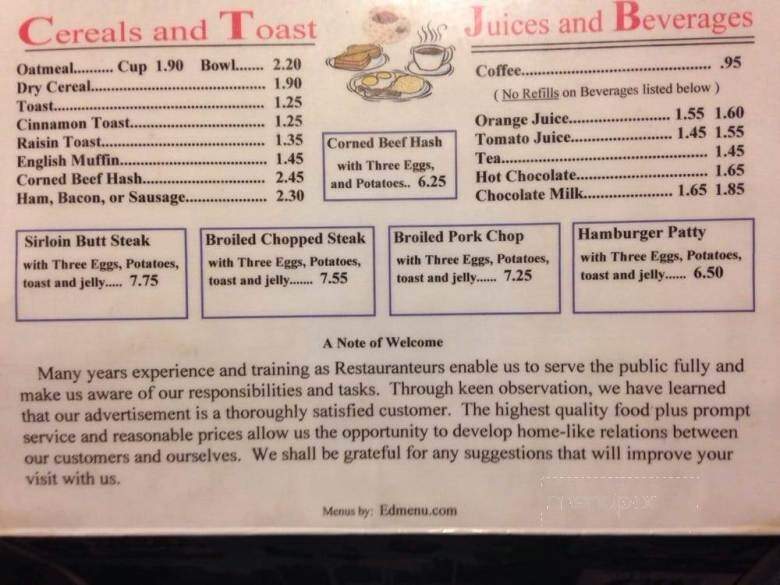 Cereals and Toast
Oatmeal.......... Cup 1.90 Bowl....... 2.20
Dry Cereal............................................. 1.90
Toast...................................................... 1.25
Cinnamon Toast................................... 1.25
Raisin Toast.......................................... 1.35
English Muffin...................................... 1.45
Corned Beef Hash................................ 2.45
Ham, Bacon, or Sausage.................... 2.30
Corned Beef Hash
with Three Eggs,
and Potatoes.. 6.25
Juices and Beverages
Coffee......................................................... .95
( No Refills on Beverages listed below )
Orange Juice.......................... 1.55 1.60
Tomato Juice.......................... 1.45 1.55
Tea...................................................... 1.45
Hot Chocolate.................................... 1.65
Chocolate Milk....................... 1.65 1.85
Sirloin Butt Steak
with Three Eggs, Potatoes,
toast and jelly..... 7.75
Broiled Chopped Steak
with Three Eggs, Potatoes,
toast and jelly....... 7.55
Broiled Pork Chop
with Three Eggs, Potatoes,
toast and jelly...... 7.25
Hamburger Patty
with Three Eggs, Potatoes,
toast and jelly...... 6.50
A Note of Welcome
Many years experience and training as Restauranteurs enable us to serve the public fully and
make us aware of our responsibilities and tasks. Through keen observation, we have learned
that our advertisement is a thoroughly satisfied customer. The highest quality food plus prompt
service and reasonable prices allow us the opportunity to develop home-like relations between
our customers and ourselves. We shall be grateful for any suggestions that will improve your
visit with us.
Menus by: Edmenu.com